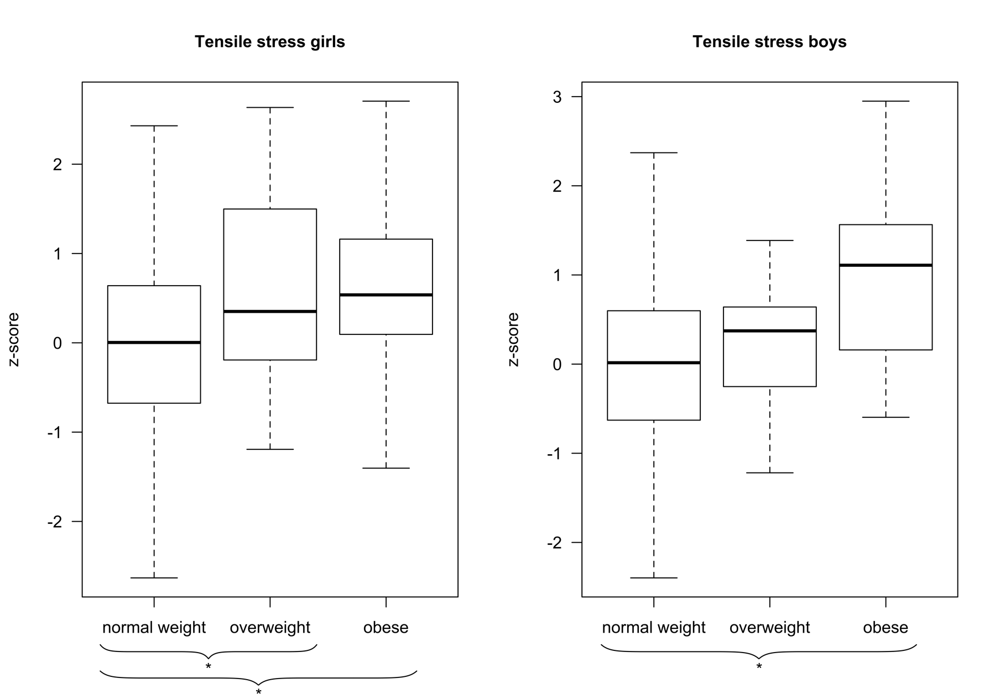 Tensile stress girls
z-score
2
1
0
-1
-2
normal weight overweight obese
*
*
Tensile stress boys
z-score
3
2
1
0
-1
-2
normal weight overweight obese
*